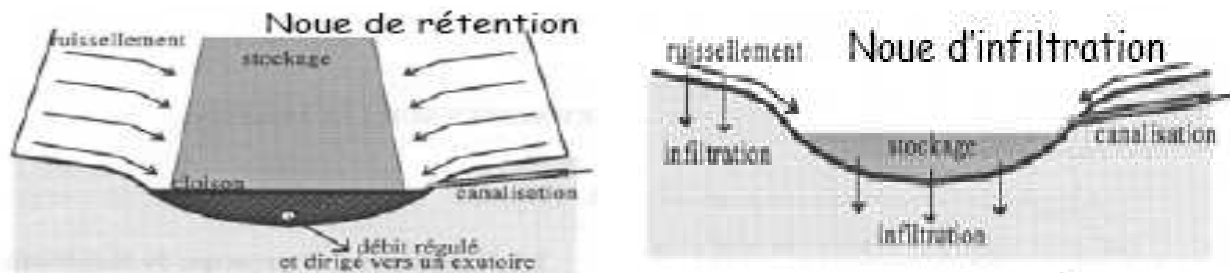 Noue de rétention
ruissellement
stockage
cloison
canalisation
débit régulé
et dirigé vers un exutoire
Noue d'infiltration
ruissellement
canalisation
infiltration
stockage
infiltration